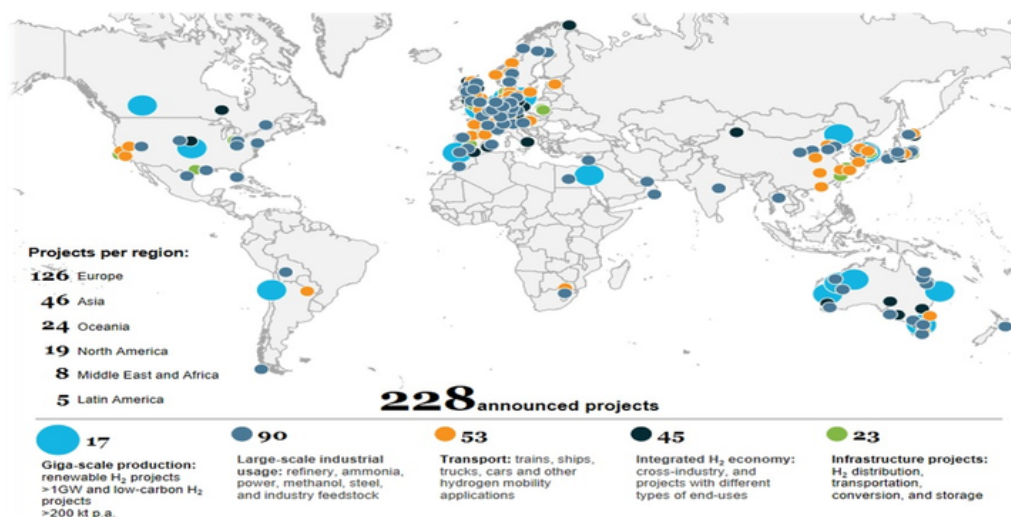 Projects per region:
126 Europe
46 Asia
24 Oceania
19 North America
8 Middle East and Africa
5 Latin America
228 announced projects
17
Giga-scale production:
renewable H₂ projects
>1GW and low-carbon H₂
projects
>200 kt p.a.
90
Large-scale industrial
usage: refinery, ammonia,
power, methanol, steel,
and industry feedstock
53
Transport: trains, ships,
trucks, cars and other
hydrogen mobility
applications
45
Integrated H₂ economy:
cross-industry, and
projects with different
types of end-uses
23
Infrastructure projects:
H₂ distribution,
transportation,
conversion, and storage